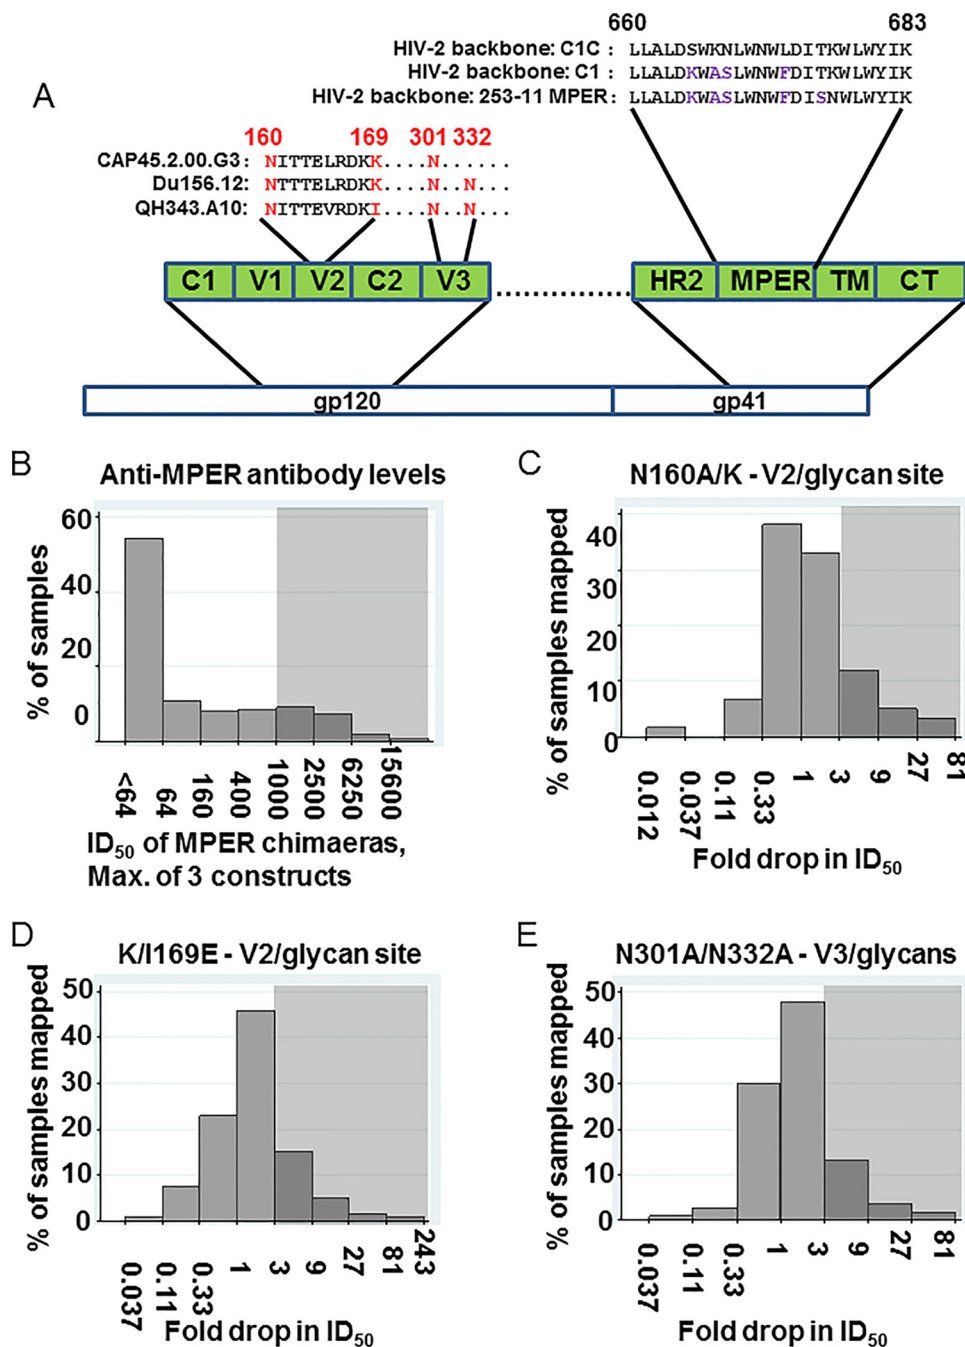 660 683
HIV-2 backbone: C1C : LLALDSWKNLWNWLDITKWLWYIK
HIV-2 backbone: C1 : LLALDKWASLWNWFDITKWLWYIK
HIV-2 backbone: 253-11 MPER : LLALDKWASLWNWFDISNWLWYIK
A
160 169 301 332
CAP45.2.00.G3: NITTELRDKK....N......
Du156.12: NTTTELRDKK....N..N...
QH343.A10: NITTEVRDKI....N..N...
C1 V1 V2 C2 V3 HR2 MPER TM CT
gp120 gp41
B
Anti-MPER antibody levels
% of samples
60
40
20
0
<64 64 160 400 1000 2500 6250 15600
ID50 of MPER chimaeras,
Max. of 3 constructs
C
N160A/K - V2/glycan site
% of samples mapped
40
30
20
10
0
0.012 0.037 0.11 0.33 1 3 9 27 81
Fold drop in ID50
D
K/I169E - V2/glycan site
% of samples mapped
50
40
30
20
10
0
0.037 0.11 0.33 1 3 9 27 81 243
Fold drop in ID50
E
N301A/N332A - V3/glycans
% of samples mapped
50
40
30
20
10
0
0.037 0.11 0.33 1 3 9 27 81
Fold drop in ID50